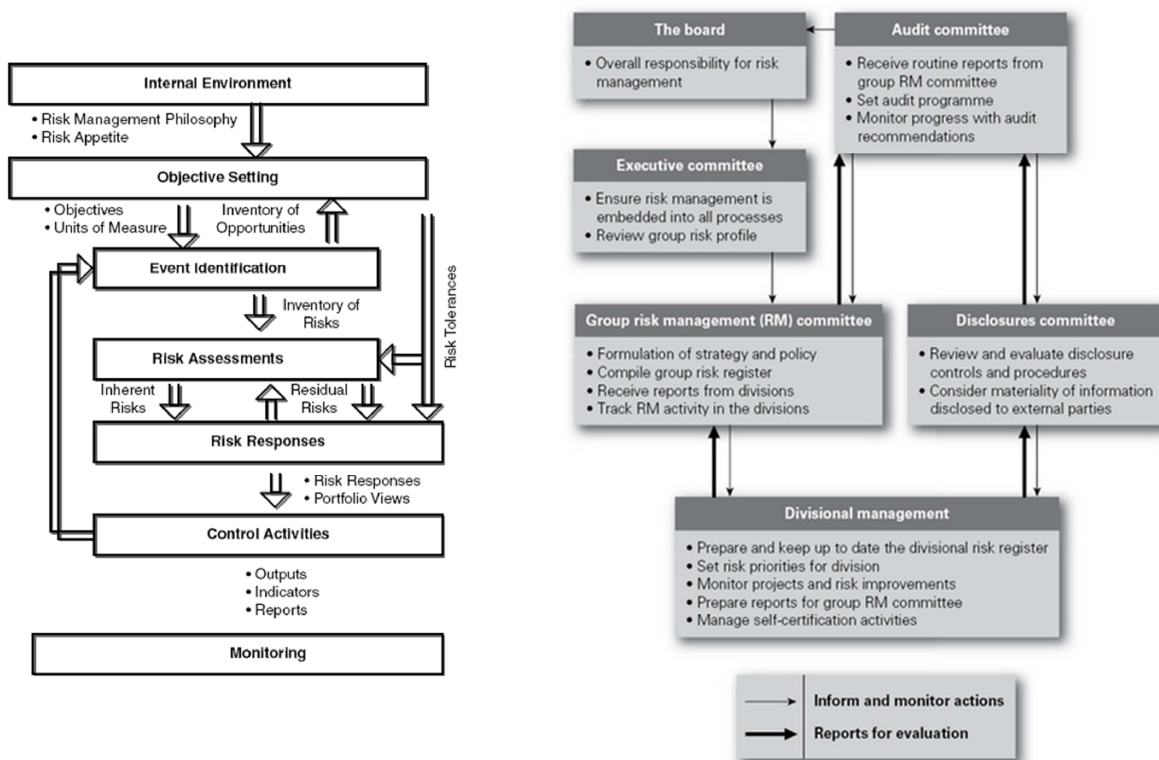 Internal Environment
• Risk Management Philosophy
• Risk Appetite
Objective Setting
• Objectives
• Units of Measure
Inventory of
Opportunities
Event Identification
Inventory of
Risks
Risk Tolerances
Risk Assessments
Inherent
Risks
Residual
Risks
Risk Responses
• Risk Responses
• Portfolio Views
Control Activities
• Outputs
• Indicators
• Reports
Monitoring
The board
• Overall responsibility for risk
management
Audit committee
• Receive routine reports from
group RM committee
• Set audit programme
• Monitor progress with audit
recommendations
Executive committee
• Ensure risk management is
embedded into all processes
• Review group risk profile
Group risk management (RM) committee
• Formulation of strategy and policy
• Compile group risk register
• Receive reports from divisions
• Track RM activity in the divisions
Disclosures committee
• Review and evaluate disclosure
controls and procedures
• Consider materiality of information
disclosed to external parties
Divisional management
• Prepare and keep up to date the divisional risk register
• Set risk priorities for division
• Monitor projects and risk improvements
• Prepare reports for group RM committee
• Manage self-certification activities
Inform and monitor actions
Reports for evaluation